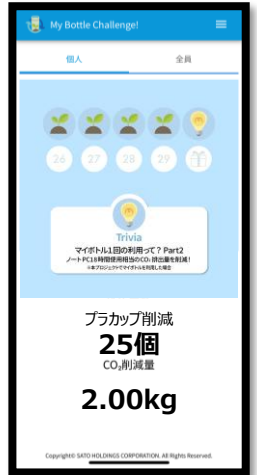 My Bottle Challenge!
個人
全員
26 27 28 29
Trivia
マイボトル1回の利用って？Part2
ノートPC18時間使用相当のCO₂排出量を削減！
※本プロジェクトでマイボトルを利用した場合
プラカップ削減
25個
CO₂削減量
2.00kg
Copyright© SATO HOLDINGS CORPORATION. All Rights Reserved.